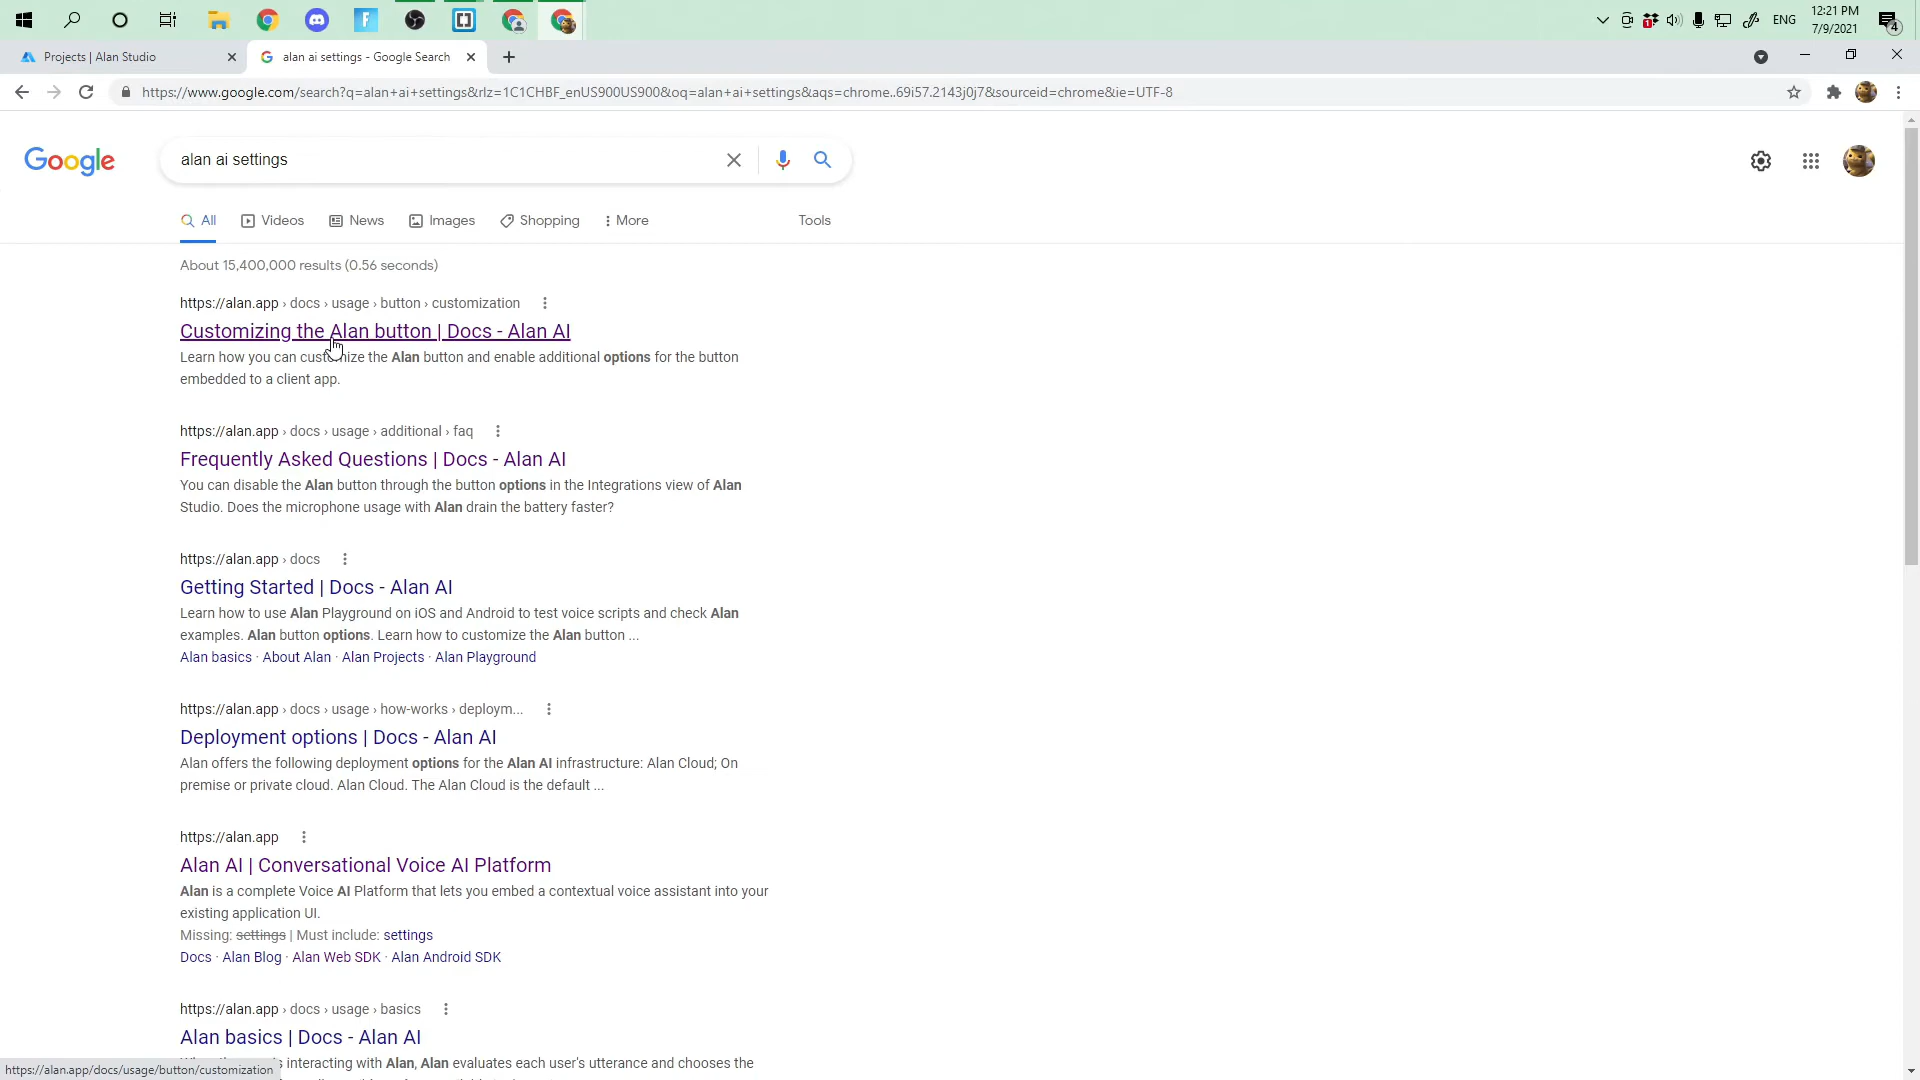 12:21 PM
ENG
7/9/2021
4
Projects | Alan Studio
alan ai settings - Google Search
https://www.google.com/search?q=alan+ai+settings&rlz=1C1CHBF_enUS900US900&oq=alan+ai+settings&aqs=chrome..69i57.2143j0j7&sourceid=chrome&ie=UTF-8
Google
alan ai settings
All
Videos
News
Images
Shopping
More
Tools
About 15,400,000 results (0.56 seconds)
https://alan.app › docs › usage › button › customization
Customizing the Alan button | Docs - Alan AI
Learn how you can customize the Alan button and enable additional options for the button
embedded to a client app.
https://alan.app › docs › usage › additional › faq
Frequently Asked Questions | Docs - Alan AI
You can disable the Alan button through the button options in the Integrations view of Alan
Studio. Does the microphone usage with Alan drain the battery faster?
https://alan.app › docs
Getting Started | Docs - Alan AI
Learn how to use Alan Playground on iOS and Android to test voice scripts and check Alan
examples. Alan button options. Learn how to customize the Alan button ...
Alan basics · About Alan · Alan Projects · Alan Playground
https://alan.app › docs › usage › how-works › deploym...
Deployment options | Docs - Alan AI
Alan offers the following deployment options for the Alan AI infrastructure: Alan Cloud; On
premise or private cloud. Alan Cloud. The Alan Cloud is the default ...
https://alan.app
Alan AI | Conversational Voice AI Platform
Alan is a complete Voice AI Platform that lets you embed a contextual voice assistant into your
existing application UI.
Missing: settings | Must include: settings
Docs · Alan Blog · Alan Web SDK · Alan Android SDK
https://alan.app › docs › usage › basics
Alan basics | Docs - Alan AI
interacting with Alan, Alan evaluates each user's utterance and chooses the
https://alan.app/docs/usage/button/customization